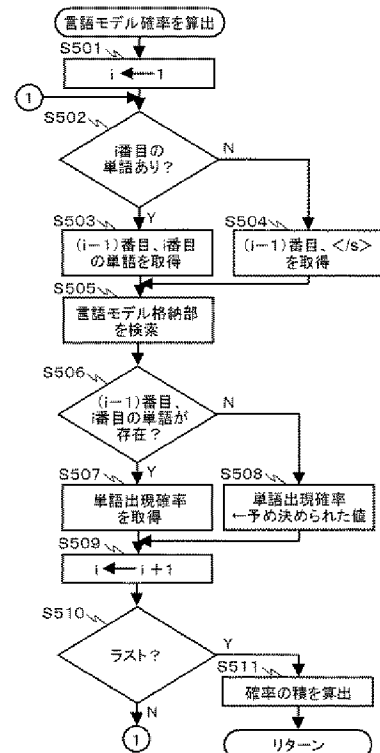 言語モデル確率を算出
S501
i ← 1
1
S502
i番目の
単語あり?
N
Y
S503
(i−1)番目、i番目
の単語を取得
S504
(i−1)番目、</s>
を取得
S505
言語モデル格納部
を検索
S506
(i−1)番目、
i番目の単語が
存在?
N
Y
S507
単語出現確率
を取得
S508
単語出現確率
←予め決められた値
S509
i ← i+1
S510
ラスト?
Y
N
S511
確率の積を算出
1
リターン